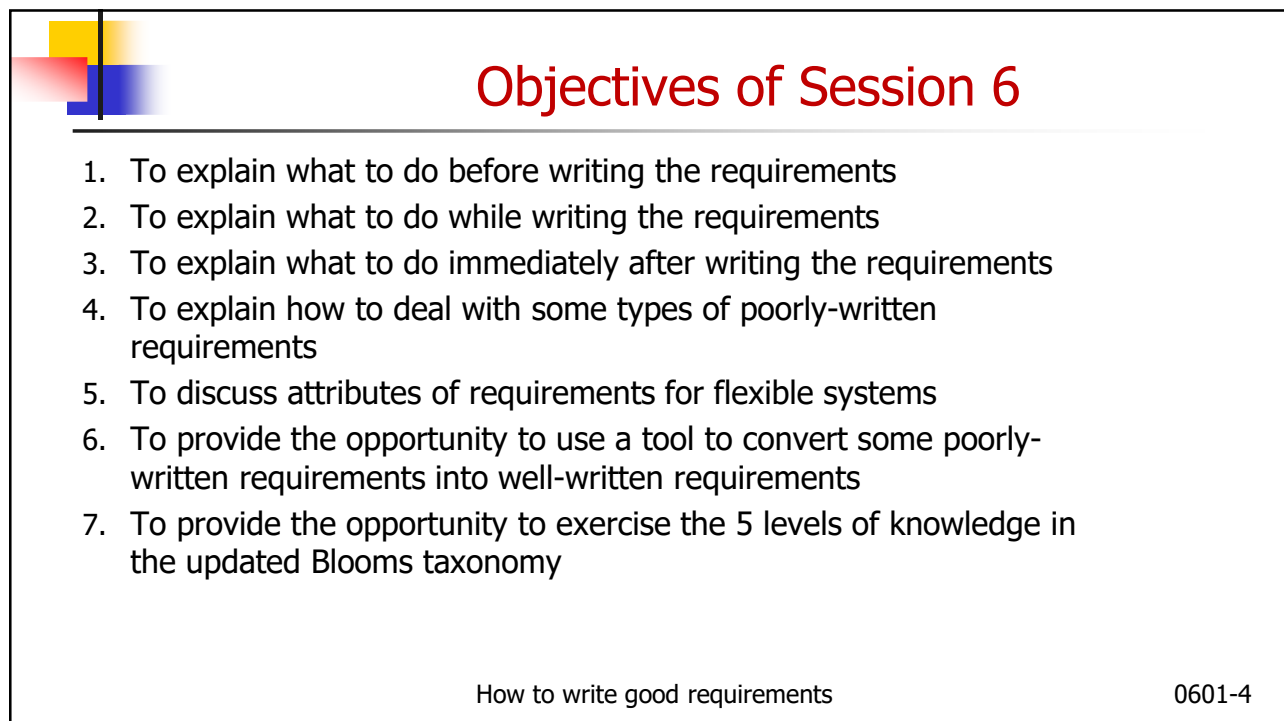 Objectives of Session 6
1. To explain what to do before writing the requirements
2. To explain what to do while writing the requirements
3. To explain what to do immediately after writing the requirements
4. To explain how to deal with some types of poorly-written
requirements
5. To discuss attributes of requirements for flexible systems
6. To provide the opportunity to use a tool to convert some poorly-
written requirements into well-written requirements
7. To provide the opportunity to exercise the 5 levels of knowledge in
the updated Blooms taxonomy
How to write good requirements
0601-4